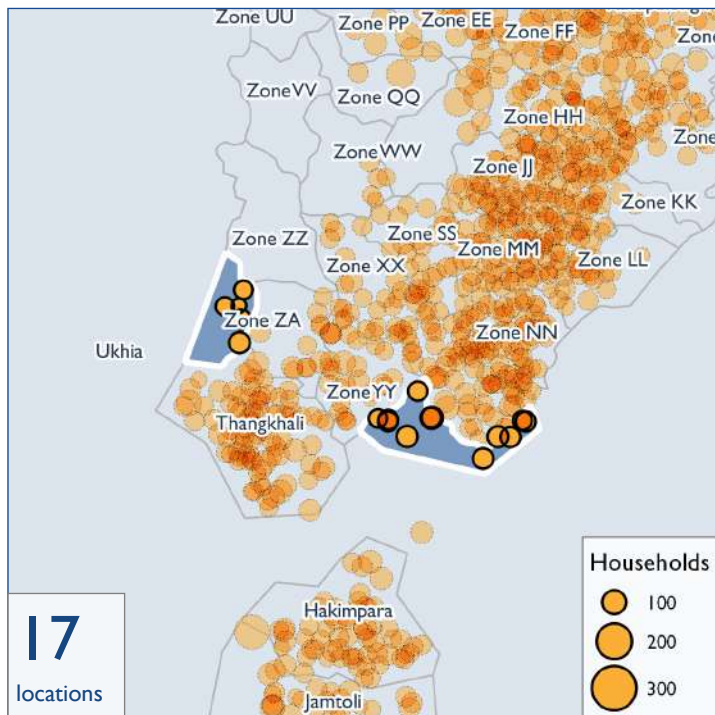 Zone UU
Zone PP
Zone EE
Zone FF
Zone
Zone VV
Zone QQ
Zone HH
Zone
Zone WW
Zone JJ
Zone KK
Zone ZZ
Zone SS
Zone MM
Zone XX
Zone LL
Zone ZA
Zone NN
Ukhia
Zone YY
Thangkhali
Households
100
200
300
Hakimpara
17
locations
Jamtoli